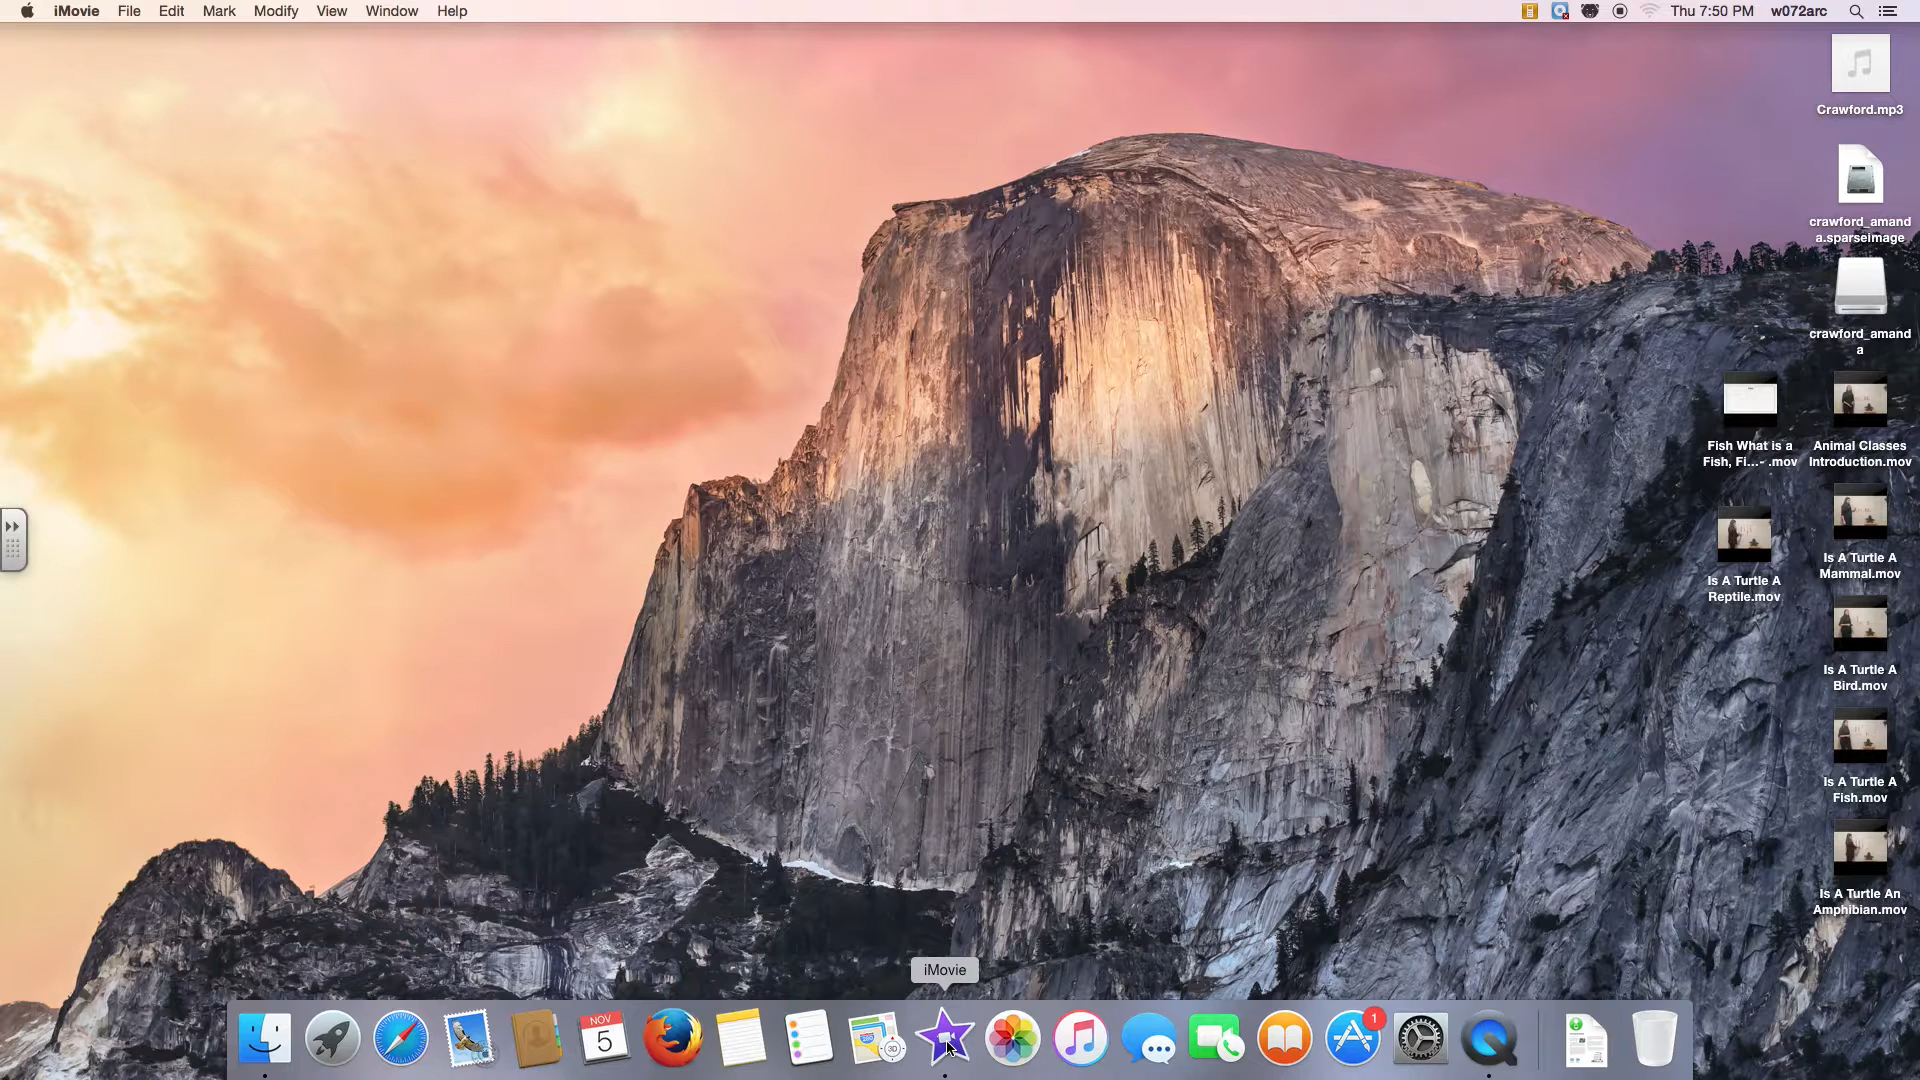 iMovie File Edit Mark Modify View Window Help Thu 7:50 PM w072arc
Crawford.mp3
crawford_amand
a.sparseimage
crawford_amand
a
Fish What is a
Fish, Fi...- .mov
Animal Classes
Introduction.mov
Is A Turtle A
Reptile.mov
Is A Turtle A
Mammal.mov
Is A Turtle A
Bird.mov
Is A Turtle A
Fish.mov
Is A Turtle An
Amphibian.mov
iMovie
NOV
5
280
3D
1